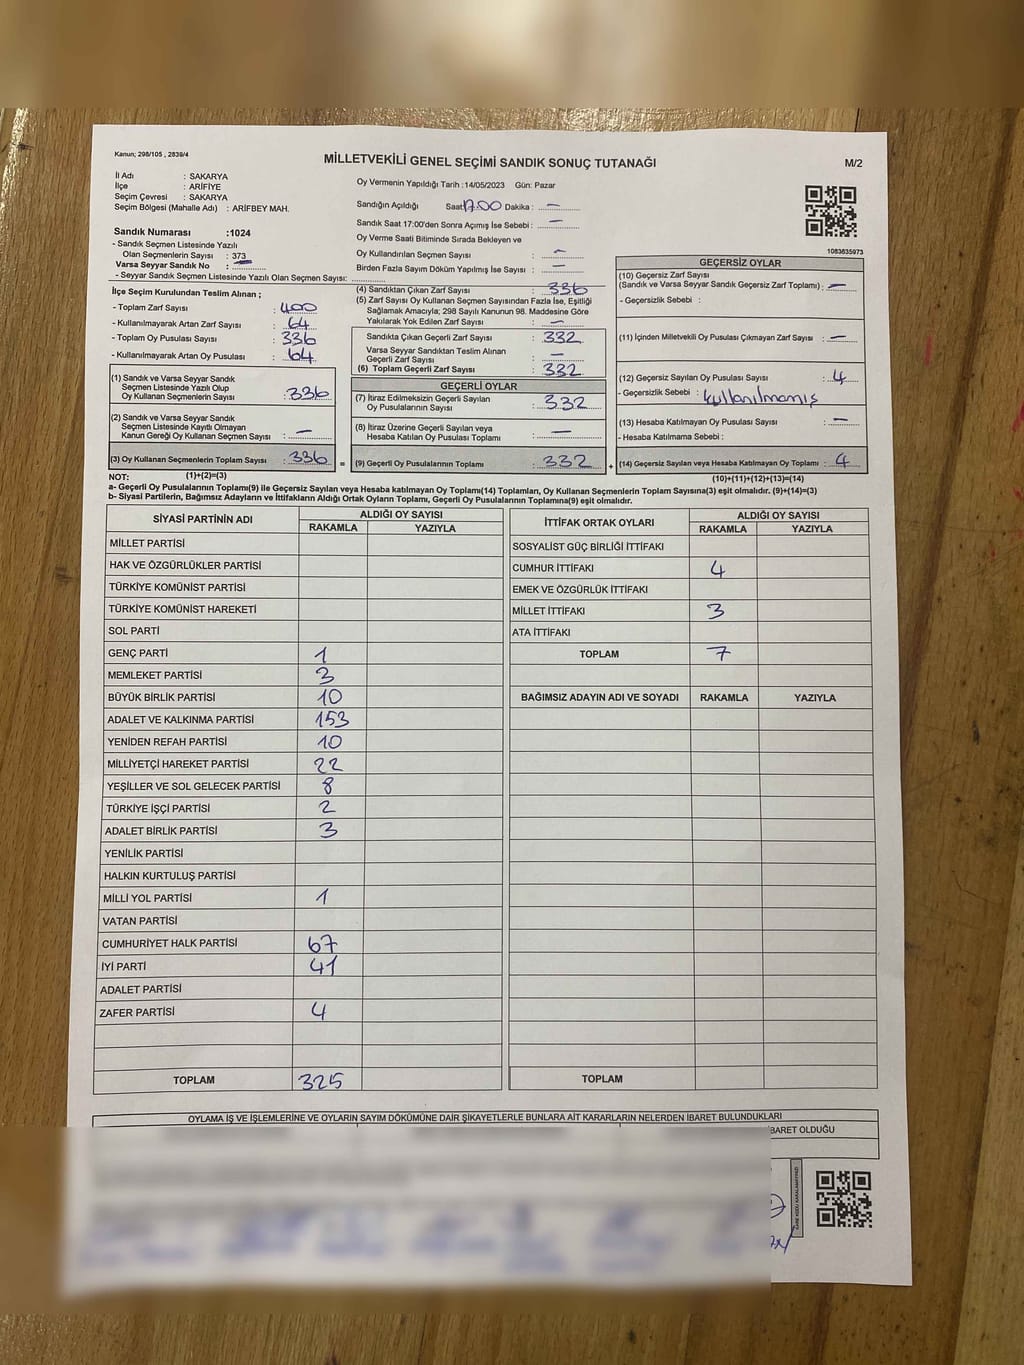 Kanun; 298/105 , 2839/4
MİLLETVEKİLİ GENEL SEÇİMİ SANDIK SONUÇ TUTANAĞI
M/2
İl Adı : SAKARYA
İlçe : ARİFİYE
Seçim Çevresi : SAKARYA
Seçim Bölgesi (Mahalle Adı) : ARİFBEY MAH.
Sandık Numarası :1024
- Sandık Seçmen Listesinde Yazılı
Olan Seçmenlerin Sayısı : 373
Varsa Seyyar Sandık No :
- Seyyar Sandık Seçmen Listesinde Yazılı Olan Seçmen Sayısı:
İlçe Seçim Kurulundan Teslim Alınan ;
- Toplam Zarf Sayısı : 400
- Kullanılmayarak Artan Zarf Sayısı : 64
- Toplam Oy Pusulası Sayısı : 336
- Kullanılmayarak Artan Oy Pusulası : 64
(1) Sandık ve Varsa Seyyar Sandık
Seçmen Listesinde Yazılı Olup
Oy Kullanan Seçmenlerin Sayısı : 336
(2) Sandık ve Varsa Seyyar Sandık
Seçmen Listesinde Kayıtlı Olmayan
Kanun Gereği Oy Kullanan Seçmen Sayısı : —
(3) Oy Kullanan Seçmenlerin Toplam Sayısı : 336
Oy Vermenin Yapıldığı Tarih :14/05/2023 Gün: Pazar
Sandığın Açıldığı Saat 17.00 Dakika : —
Sandık Saat 17:00'den Sonra Açımış İse Sebebi : —
Oy Verme Saati Bitiminde Sırada Bekleyen ve
Oy Kullandırılan Seçmen Sayısı : —
Birden Fazla Sayım Döküm Yapılmış İse Sayısı : —
(4) Sandıktan Çıkan Zarf Sayısı : 336
(5) Zarf Sayısı Oy Kullanan Seçmen Sayısından Fazla İse, Eşitliği
Sağlamak Amacıyla; 298 Sayılı Kanunun 98. Maddesine Göre
Yakılarak Yok Edilen Zarf Sayısı : —
Sandıkta Çıkan Geçerli Zarf Sayısı : 332
Varsa Seyyar Sandıktan Teslim Alınan
Geçerli Zarf Sayısı : —
(6) Toplam Geçerli Zarf Sayısı : 332
GEÇERLİ OYLAR
(7) İtiraz Edilmeksizin Geçerli Sayılan
Oy Pusulalarının Sayısı : 332
(8) İtiraz Üzerine Geçerli Sayılan veya
Hesaba Katılan Oy Pusulası Toplamı : —
= (9) Geçerli Oy Pusulalarının Toplamı : 332 +
1083635973
GEÇERSİZ OYLAR
(10) Geçersiz Zarf Sayısı
(Sandık ve Varsa Seyyar Sandık Geçersiz Zarf Toplamı) : —
- Geçersizlik Sebebi :
(11) İçinden Milletvekili Oy Pusulası Çıkmayan Zarf Sayısı : —
(12) Geçersiz Sayılan Oy Pusulası Sayısı : 4
- Geçersizlik Sebebi : kullanılmamış
(13) Hesaba Katılmayan Oy Pusulası Sayısı : —
- Hesaba Katılmama Sebebi :
(14) Geçersiz Sayılan veya Hesaba Katılmayan Oy Toplamı : 4
NOT: (1)+(2)=(3) (10)+(11)+(12)+(13)=(14)
a- Geçerli Oy Pusulalarının Toplamı(9) ile Geçersiz Sayılan veya Hesaba katılmayan Oy Toplamı(14) Toplamları, Oy Kullanan Seçmenlerin Toplam Sayısına(3) eşit olmalıdır. (9)+(14)=(3)
b- Siyasi Partilerin, Bağımsız Adayların ve İttifakların Aldığı Ortak Oyların Toplamı, Geçerli Oy Pusulalarının Toplamına(9) eşit olmalıdır.
SİYASİ PARTİNİN ADI ALDIĞI OY SAYISI
RAKAMLA YAZIYLA
MİLLET PARTİSİ
HAK VE ÖZGÜRLÜKLER PARTİSİ
TÜRKİYE KOMÜNİST PARTİSİ
TÜRKİYE KOMÜNİST HAREKETİ
SOL PARTİ
GENÇ PARTİ 1
MEMLEKET PARTİSİ 3
BÜYÜK BİRLİK PARTİSİ 10
ADALET VE KALKINMA PARTİSİ 153
YENİDEN REFAH PARTİSİ 10
MİLLİYETÇİ HAREKET PARTİSİ 22
YEŞİLLER VE SOL GELECEK PARTİSİ 8
TÜRKİYE İŞÇİ PARTİSİ 2
ADALET BİRLİK PARTİSİ 3
YENİLİK PARTİSİ
HALKIN KURTULUŞ PARTİSİ
MİLLİ YOL PARTİSİ 1
VATAN PARTİSİ
CUMHURİYET HALK PARTİSİ 67
İYİ PARTİ 41
ADALET PARTİSİ
ZAFER PARTİSİ 4
TOPLAM 325
İTTİFAK ORTAK OYLARI ALDIĞI OY SAYISI
RAKAMLA YAZIYLA
SOSYALİST GÜÇ BİRLİĞİ İTTİFAKI
CUMHUR İTTİFAKI 4
EMEK VE ÖZGÜRLÜK İTTİFAKI
MİLLET İTTİFAKI 3
ATA İTTİFAKI
TOPLAM 7
BAĞIMSIZ ADAYIN ADI VE SOYADI RAKAMLA YAZIYLA
TOPLAM
OYLAMA İŞ VE İŞLEMLERİNE VE OYLARIN SAYIM DÖKÜMÜNE DAİR ŞİKAYETLERLE BUNLARA AİT KARARLARIN NELERDEN İBARET BULUNDUKLARI
BARET OLDUĞU